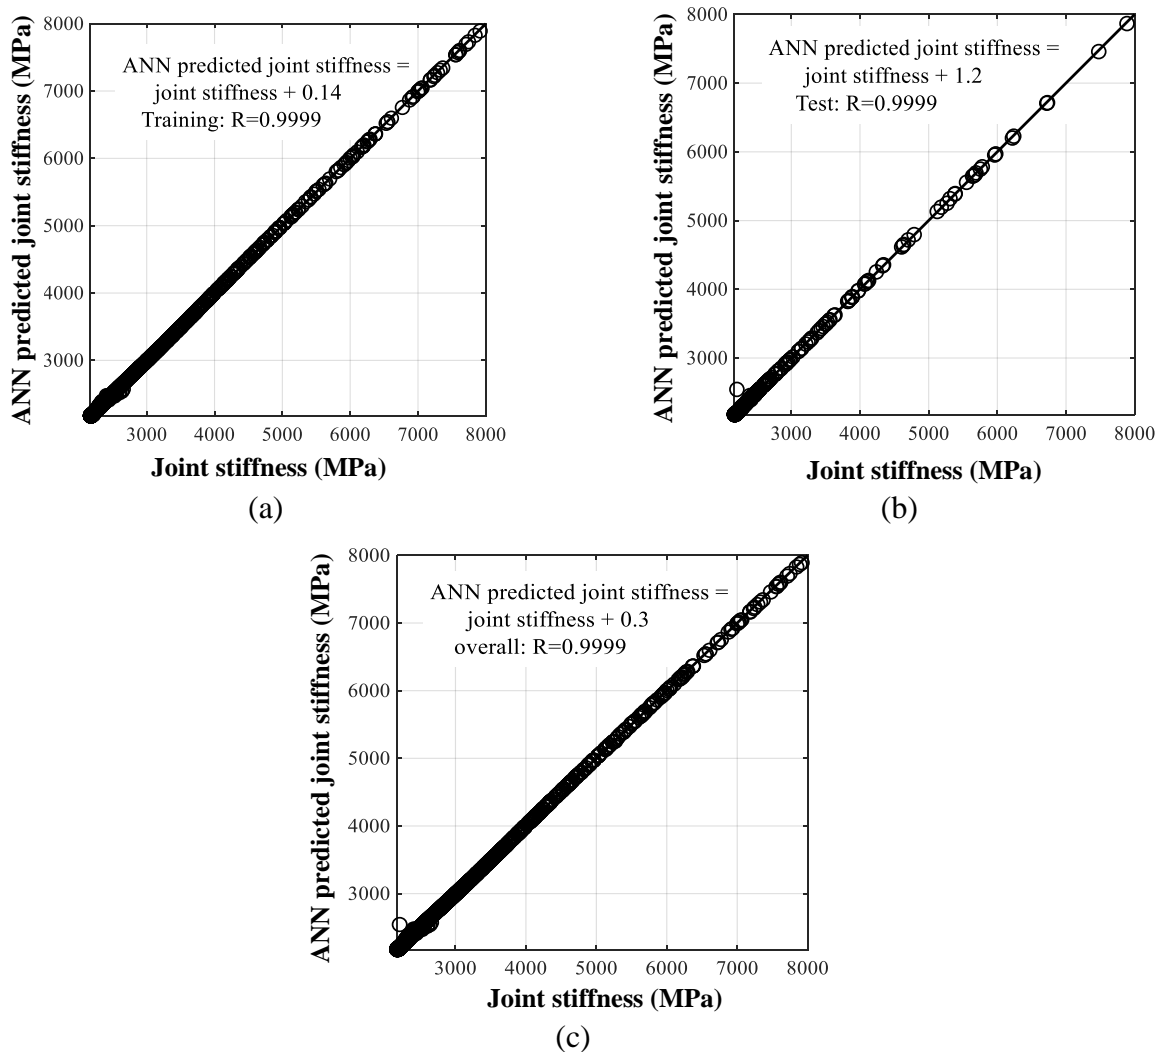 ANN predicted joint stiffness (MPa)
8000
7000
6000
5000
4000
3000
ANN predicted joint stiffness =
joint stiffness + 0.14
Training: R=0.9999
3000 4000 5000 6000 7000 8000
Joint stiffness (MPa)
(a)
ANN predicted joint stiffness (MPa)
8000
7000
6000
5000
4000
3000
ANN predicted joint stiffness =
joint stiffness + 1.2
Test: R=0.9999
3000 4000 5000 6000 7000 8000
Joint stiffness (MPa)
(b)
ANN predicted joint stiffness (MPa)
8000
7000
6000
5000
4000
3000
ANN predicted joint stiffness =
joint stiffness + 0.3
overall: R=0.9999
3000 4000 5000 6000 7000 8000
Joint stiffness (MPa)
(c)